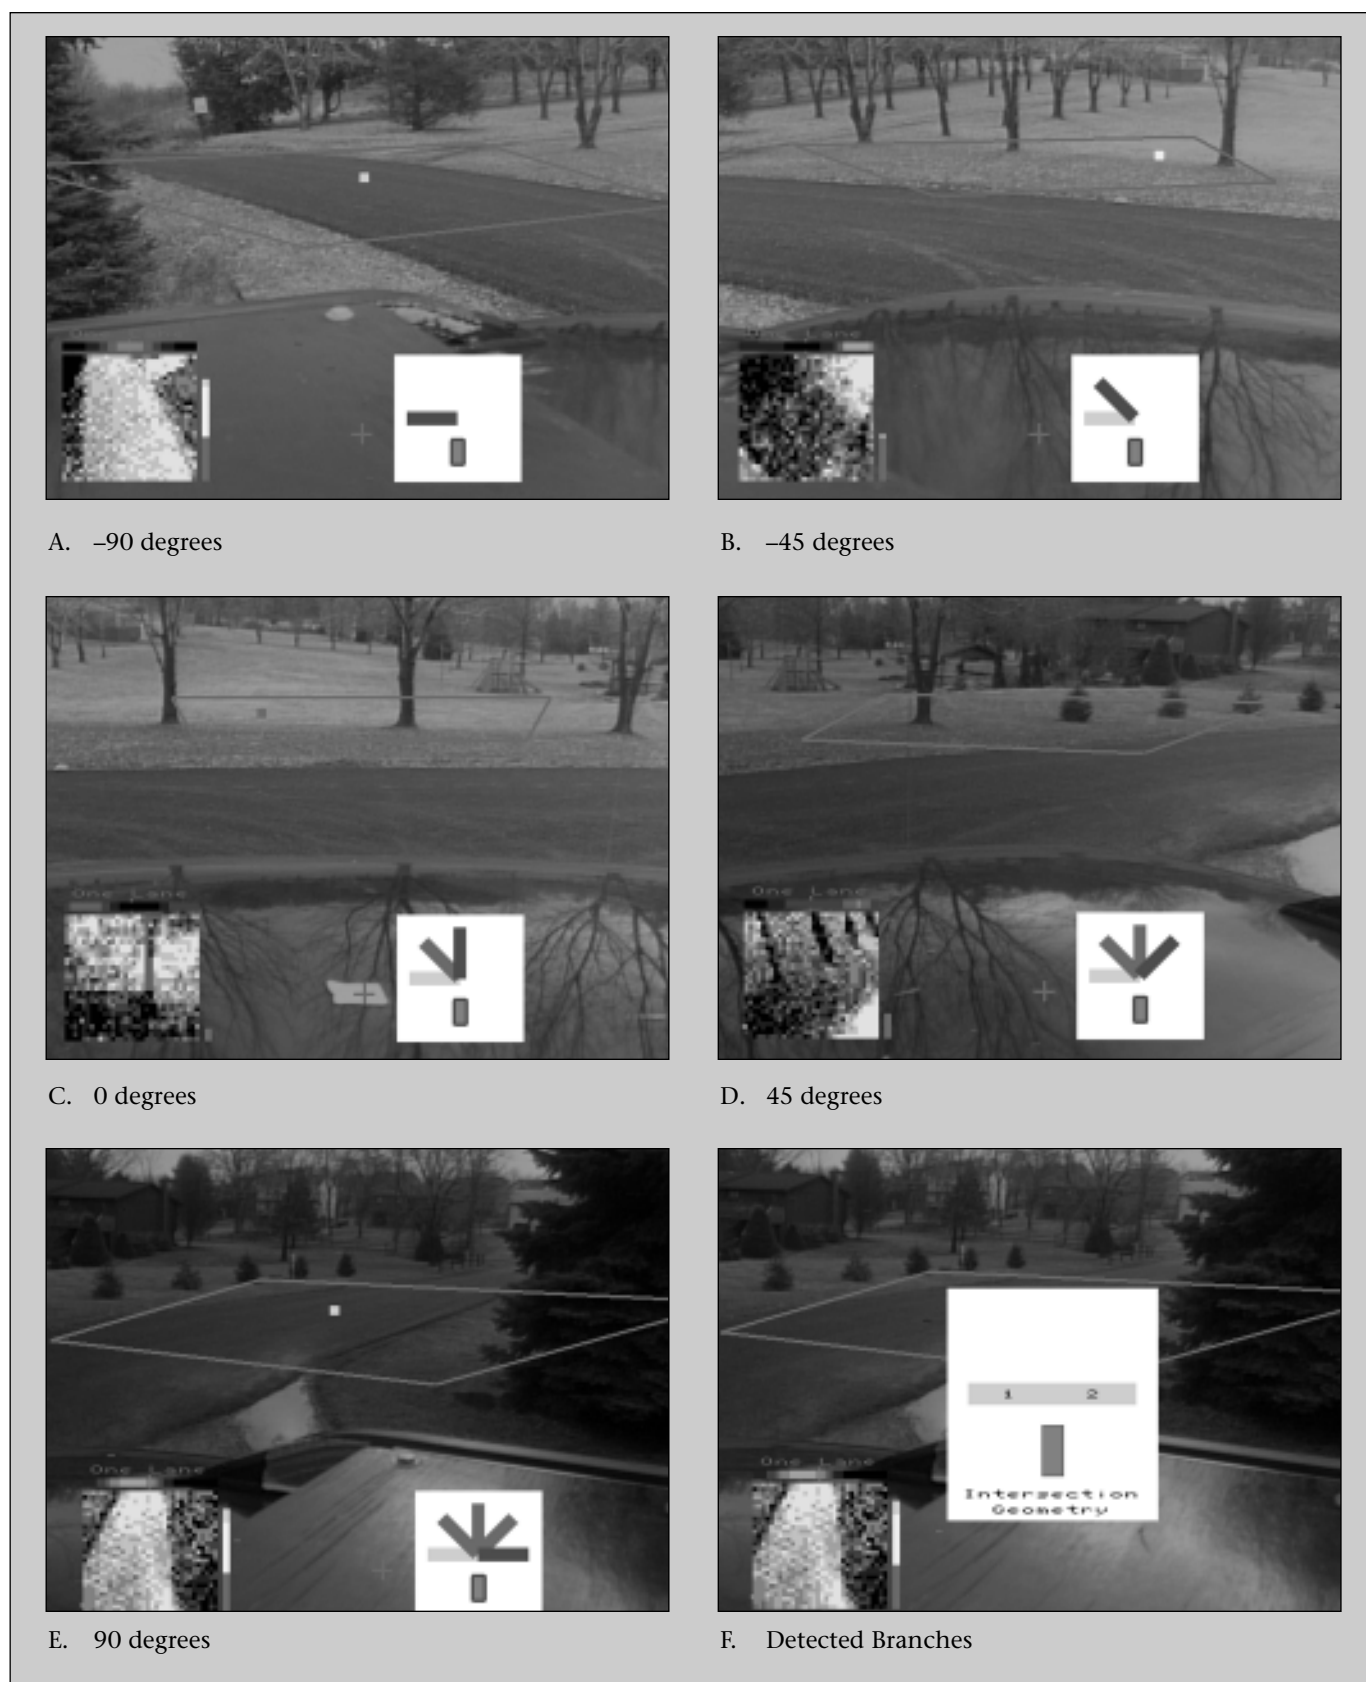 Lane
A. –90 degrees
B. –45 degrees
One Lane
One Lane
C. 0 degrees
D. 45 degrees
One Lane
One Lane
1 2
Intersection
Geometry
E. 90 degrees
F. Detected Branches